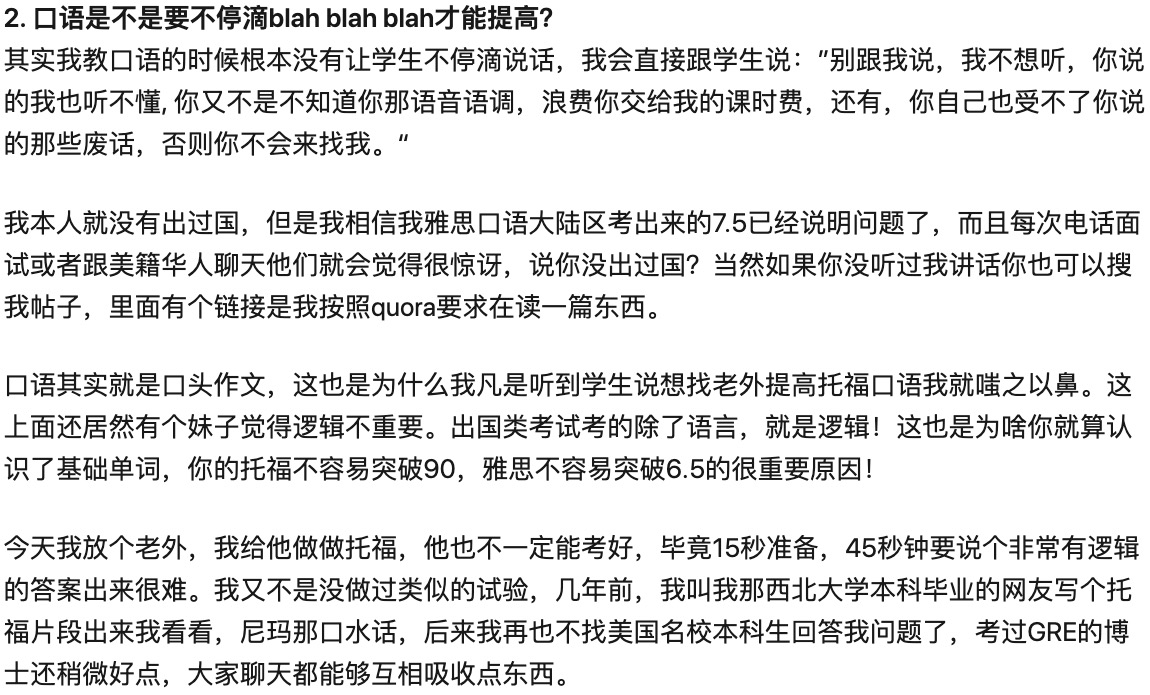 2. 口语是不是要不停滴blah blah blah才能提高?
其实我教口语的时候根本没有让学生不停滴说话，我会直接跟学生说：”别跟我说，我不想听，你说
的我也听不懂, 你又不是不知道你那语音语调，浪费你交给我的课时费，还有，你自己也受不了你说
的那些废话，否则你不会来找我。“
我本人就没有出过国，但是我相信我雅思口语大陆区考出来的7.5已经说明问题了，而且每次电话面
试或者跟美籍华人聊天他们就会觉得很惊讶，说你没出过国？当然如果你没听过我讲话你也可以搜
我帖子，里面有个链接是我按照quora要求在读一篇东西。
口语其实就是口头作文，这也是为什么我凡是听到学生说想找老外提高托福口语我就嗤之以鼻。这
上面还居然有个妹子觉得逻辑不重要。出国类考试考的除了语言，就是逻辑！这也是为啥你就算认
识了基础单词，你的托福不容易突破90，雅思不容易突破6.5的很重要原因！
今天我放个老外，我给他做做托福，他也不一定能考好，毕竟15秒准备，45秒钟要说个非常有逻辑
的答案出来很难。我又不是没做过类似的试验，几年前，我叫我那西北大学本科毕业的网友写个托
福片段出来我看看，尼玛那口水话，后来我再也不找美国名校本科生回答我问题了，考过GRE的博
士还稍微好点，大家聊天都能够互相吸收点东西。